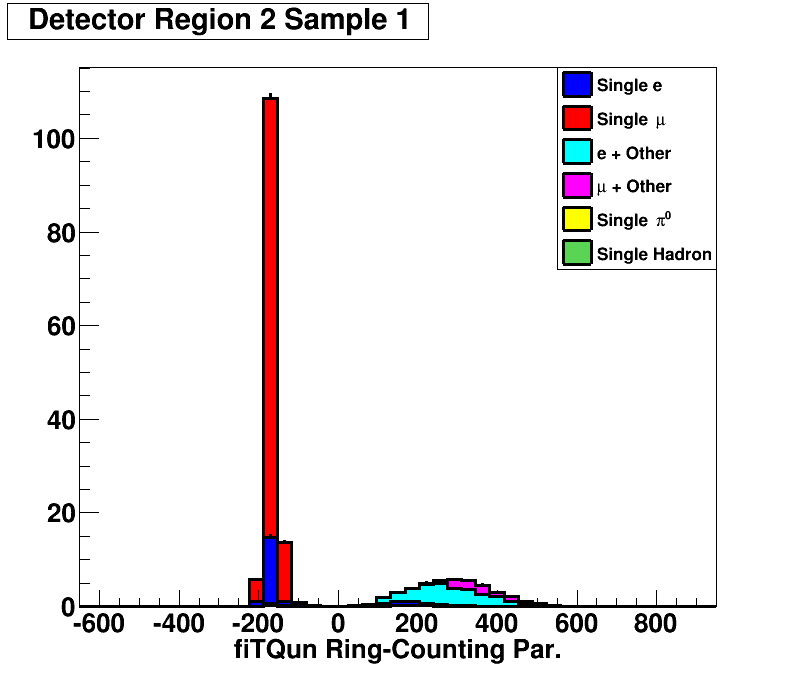 Detector Region 2 Sample 1
Single e
Single μ
e + Other
μ + Other
Single π⁰
Single Hadron
100
80
60
40
20
0
-600 -400 -200 0 200 400 600 800
fiTQun Ring-Counting Par.